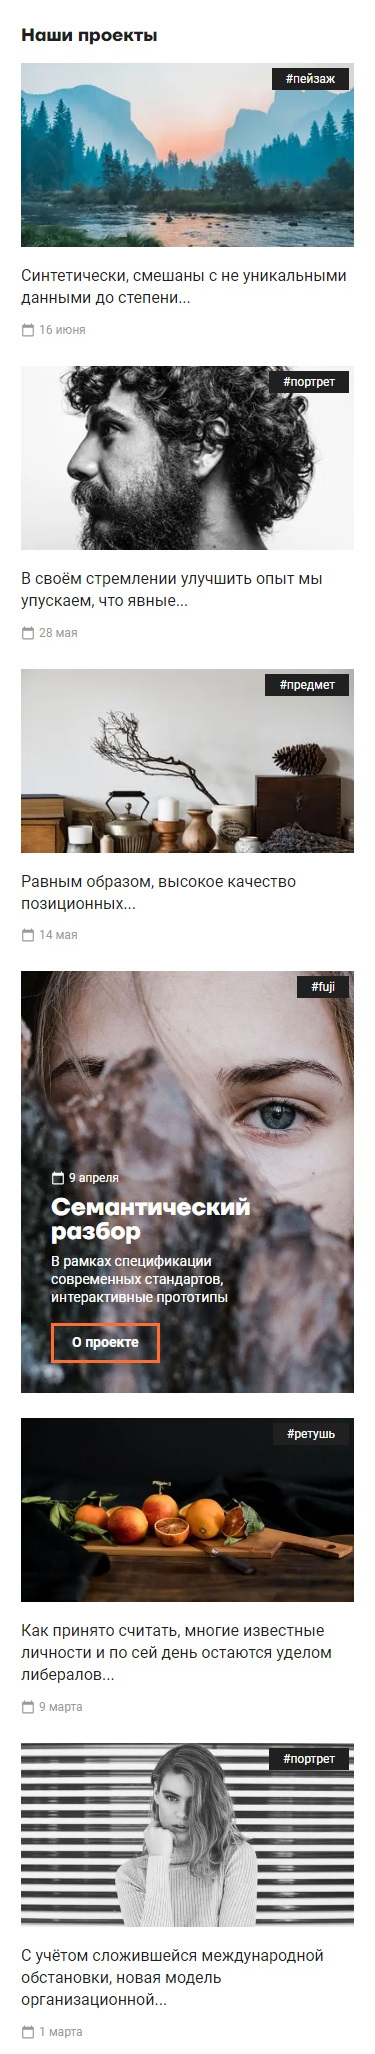 Наши проекты
#пейзаж
Синтетически, смешаны с не уникальными
данными до степени...
16 июня
#портрет
В своём стремлении улучшить опыт мы
упускаем, что явные...
28 мая
#предмет
Равным образом, высокое качество
позиционных...
14 мая
#fuji
9 апреля
Семантический
разбор
В рамках спецификации
современных стандартов,
интерактивные прототипы
О проекте
#ретушь
Как принято считать, многие известные
личности и по сей день остаются уделом
либералов...
9 марта
#портрет
С учётом сложившейся международной
обстановки, новая модель
организационной...
1 марта